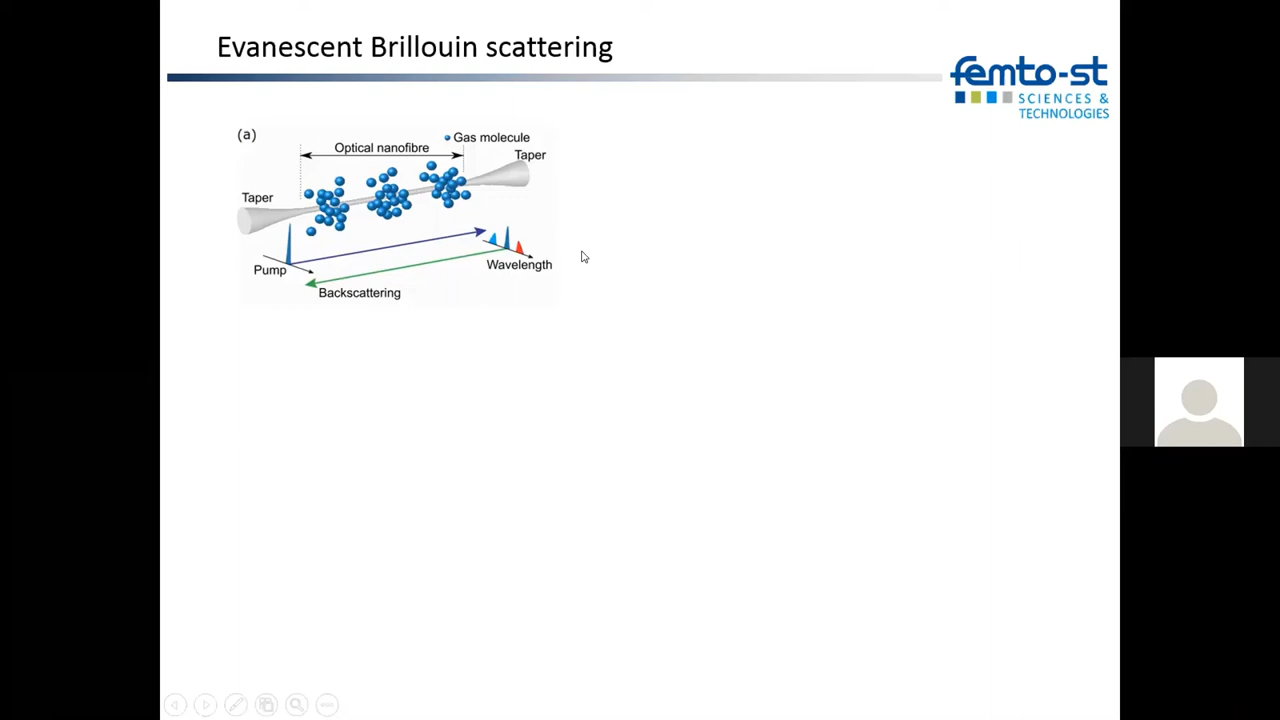 Evanescent Brillouin scattering
femto-st
SCIENCES &
TECHNOLOGIES
(a)
Gas molecule
Optical nanofibre
Taper
Taper
Pump
Wavelength
Backscattering